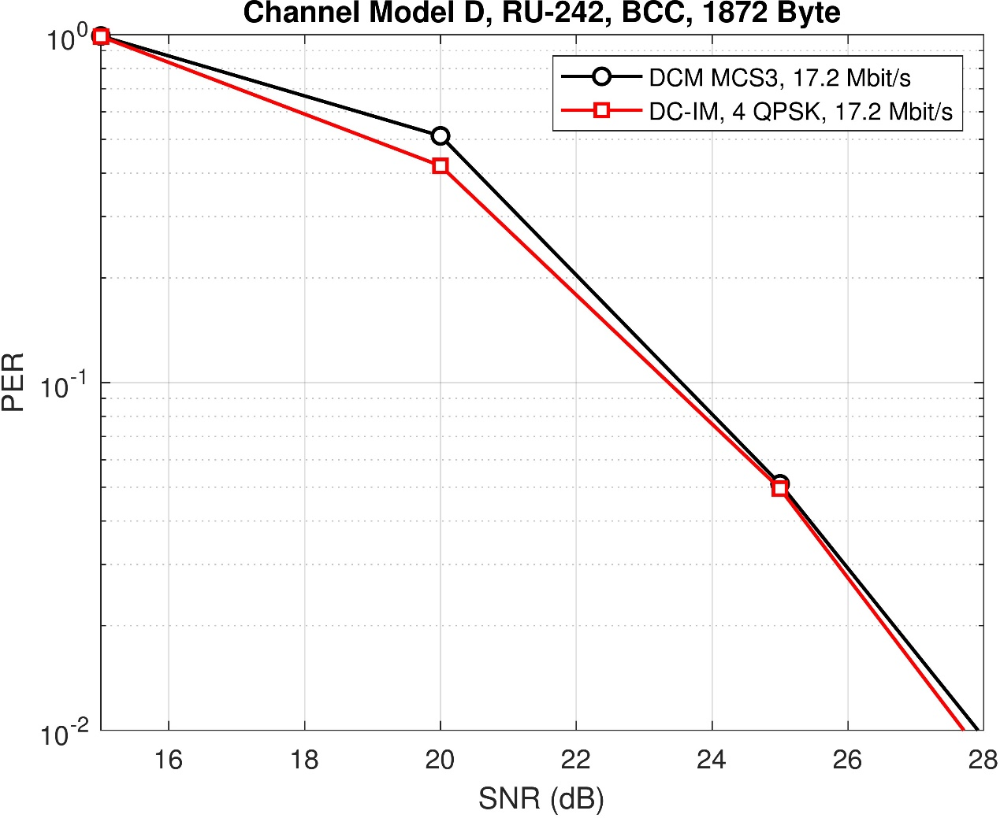 Channel Model D, RU-242, BCC, 1872 Byte
10^0
DCM MCS3, 17.2 Mbit/s
DC-IM, 4 QPSK, 17.2 Mbit/s
PER
10^-1
10^-2
16 18 20 22 24 26 28
SNR (dB)